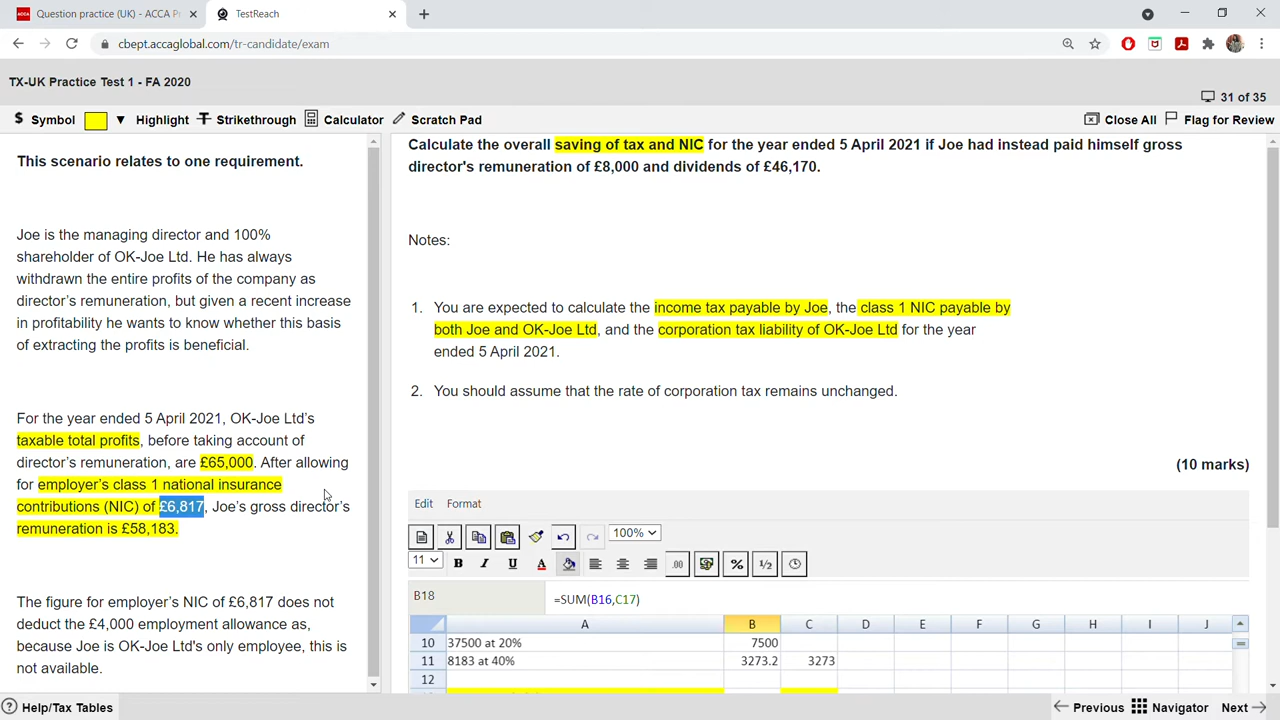 Question practice (UK) - ACCA P
TestReach
cbept.accaglobal.com/tr-candidate/exam
TX-UK Practice Test 1 - FA 2020
31 of 35
$ Symbol Highlight Strikethrough Calculator Scratch Pad Close All Flag for Review
This scenario relates to one requirement.
Joe is the managing director and 100%
shareholder of OK-Joe Ltd. He has always
withdrawn the entire profits of the company as
director's remuneration, but given a recent increase
in profitability he wants to know whether this basis
of extracting the profits is beneficial.
For the year ended 5 April 2021, OK-Joe Ltd's
taxable total profits, before taking account of
director's remuneration, are £65,000. After allowing
for employer's class 1 national insurance
contributions (NIC) of £6,817, Joe's gross director's
remuneration is £58,183.
The figure for employer's NIC of £6,817 does not
deduct the £4,000 employment allowance as,
because Joe is OK-Joe Ltd's only employee, this is
not available.
Calculate the overall saving of tax and NIC for the year ended 5 April 2021 if Joe had instead paid himself gross
director's remuneration of £8,000 and dividends of £46,170.
Notes:
1. You are expected to calculate the income tax payable by Joe, the class 1 NIC payable by
both Joe and OK-Joe Ltd, and the corporation tax liability of OK-Joe Ltd for the year
ended 5 April 2021.
2. You should assume that the rate of corporation tax remains unchanged.
(10 marks)
Edit Format
100%
11 B I U A .00 % ½
B18 =SUM(B16,C17)
A B C D E F G H I J
10 37500 at 20% 7500
11 8183 at 40% 3273.2 3273
12
Help/Tax Tables Previous Navigator Next